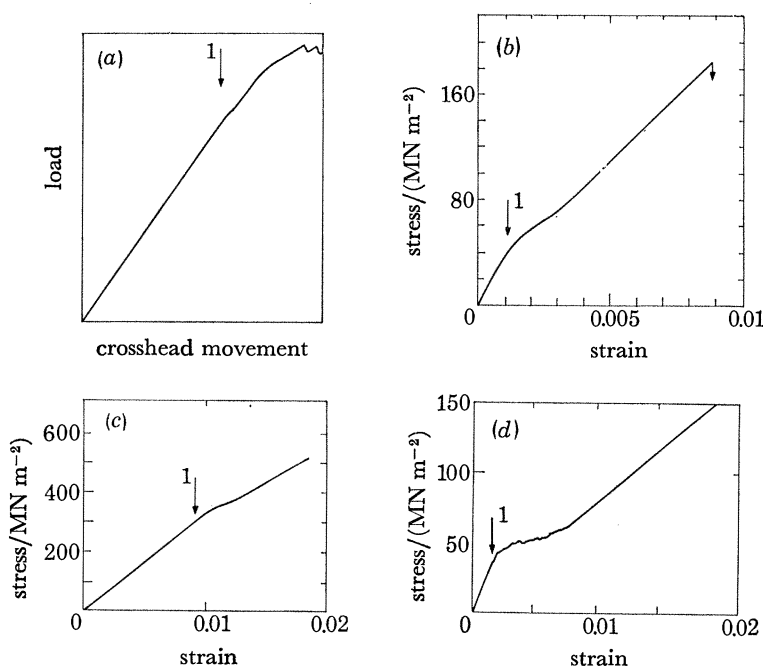 (a)
1
load
crosshead movement
(b)
stress/(MN m⁻²)
160
80
0
1
0.005
0.01
strain
(c)
stress/MN m⁻²)
600
400
200
0
1
0.01
0.02
strain
(d)
stress/(MN m⁻²)
150
100
50
0
1
0.01
0.02
strain